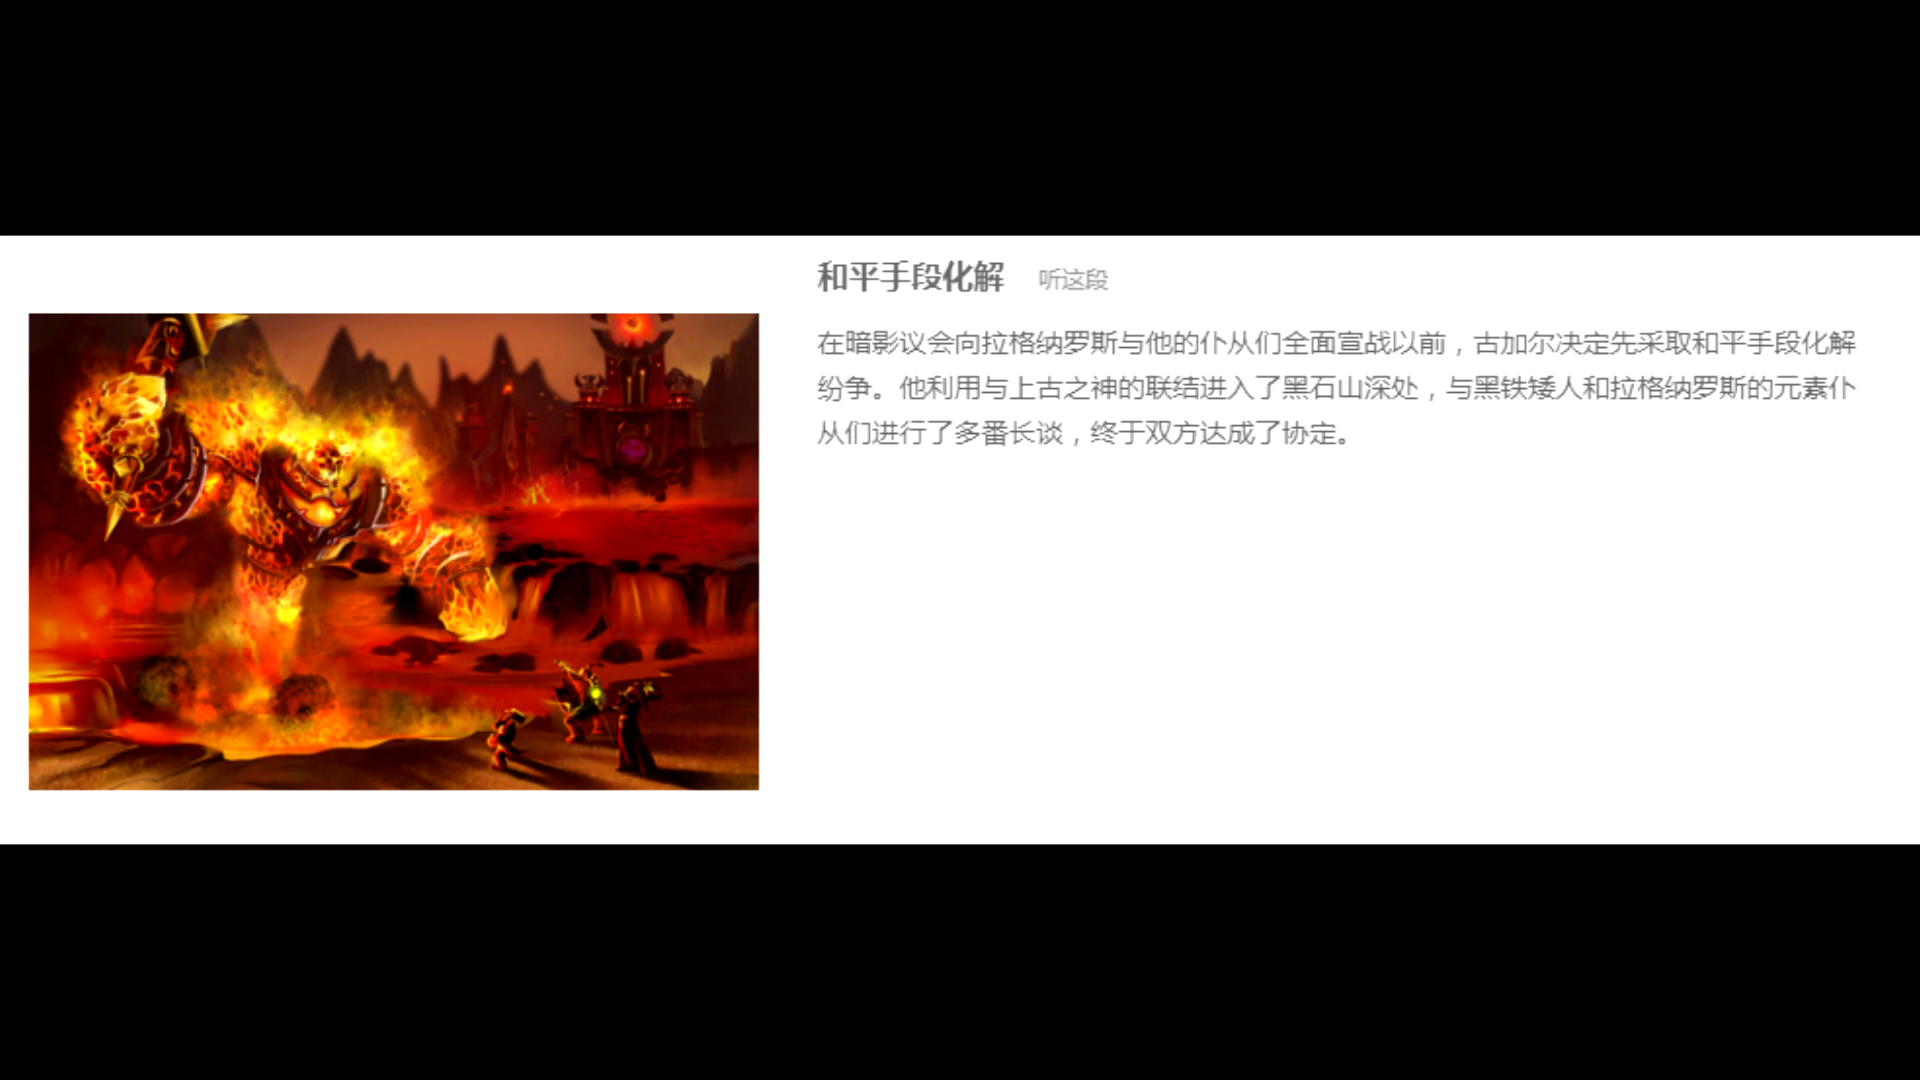 和平手段化解 听这段
在暗影议会向拉格纳罗斯与他的仆从们全面宣战以前，古加尔决定先采取和平手段化解
纷争。他利用与上古之神的联结进入了黑石山深处，与黑铁矮人和拉格纳罗斯的元素仆
从们进行了多番长谈，终于双方达成了协定。